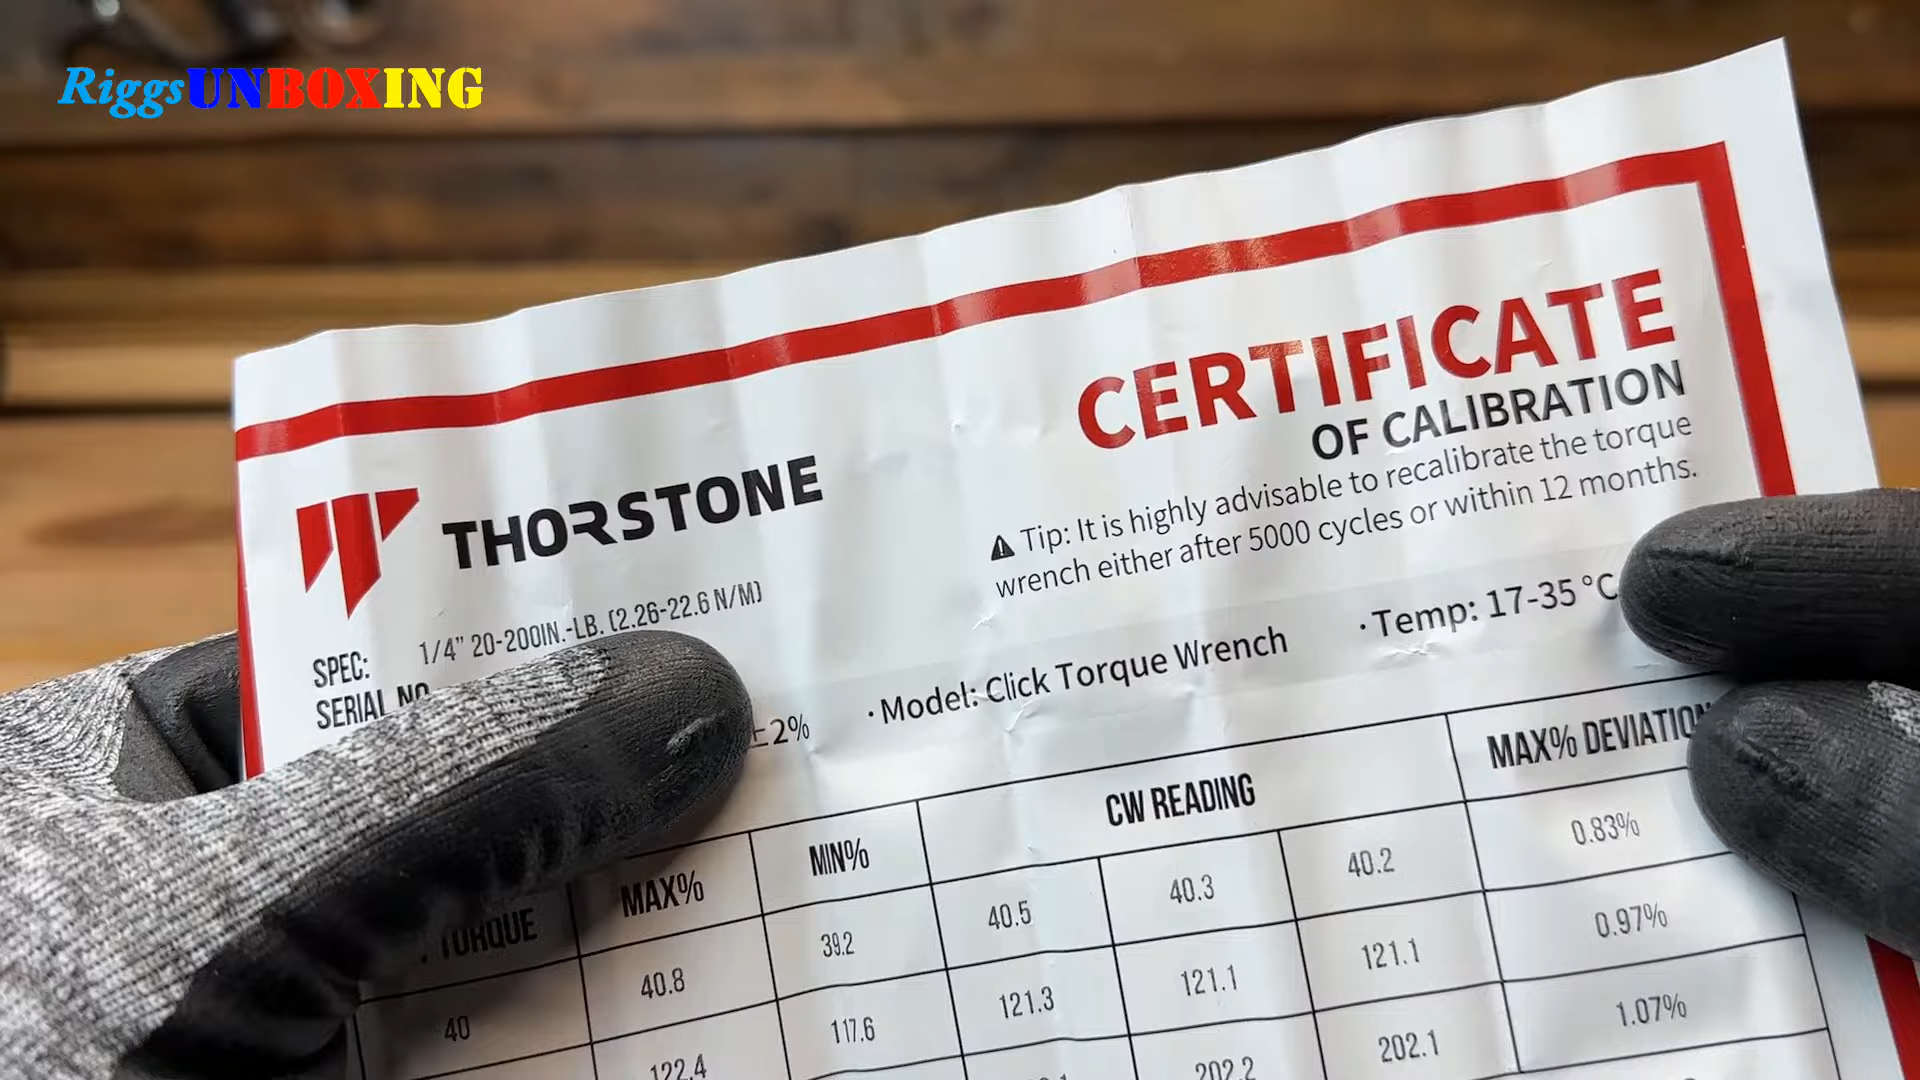 RiggsUNBOXING
CERTIFICATE
OF CALIBRATION
THORSTONE
⚠ Tip: It is highly advisable to recalibrate the torque
wrench either after 5000 cycles or within 12 months.
SPEC: 1/4" 20-200IN.-LB. (2.26-22.6 N/M)
SERIAL NO
±2% · Model: Click Torque Wrench · Temp: 17-35 °C
TORQUE MAX% MIN% CW READING MAX% DEVIATION
40 40.8 39.2 40.5 40.3 40.2 0.83%
122.4 117.6 121.3 121.1 121.1 0.97%
202.2 202.1 1.07%